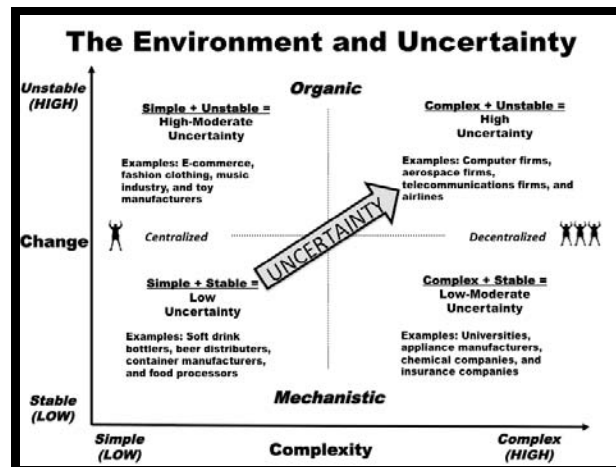 The Environment and Uncertainty
Unstable
(HIGH)
Organic
Simple + Unstable =
High-Moderate
Uncertainty
Examples: E-commerce,
fashion clothing, music
industry, and toy
manufacturers
Complex + Unstable =
High
Uncertainty
Examples: Computer firms,
aerospace firms,
telecommunications firms, and
airlines
Change
Centralized
UNCERTAINTY
Decentralized
Simple + Stable =
Low
Uncertainty
Examples: Soft drink
bottlers, beer distributers,
container manufacturers,
and food processors
Complex + Stable =
Low-Moderate
Uncertainty
Examples: Universities,
appliance manufacturers,
chemical companies, and
insurance companies
Stable
(LOW)
Mechanistic
Simple
(LOW)
Complexity
Complex
(HIGH)